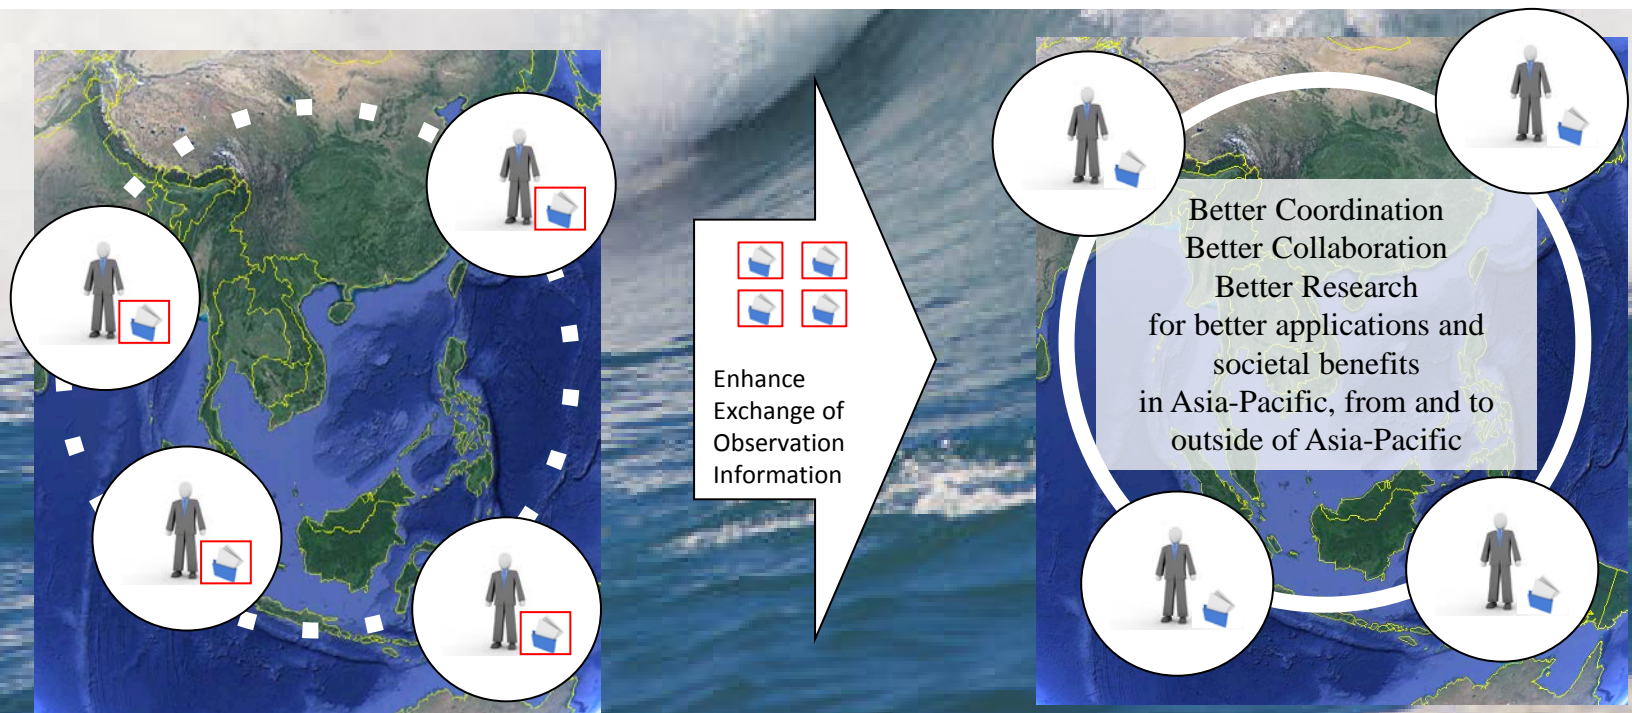 Enhance
Exchange of
Observation
Information
Better Coordination
Better Collaboration
Better Research
for better applications and
societal benefits
in Asia-Pacific, from and to
outside of Asia-Pacific